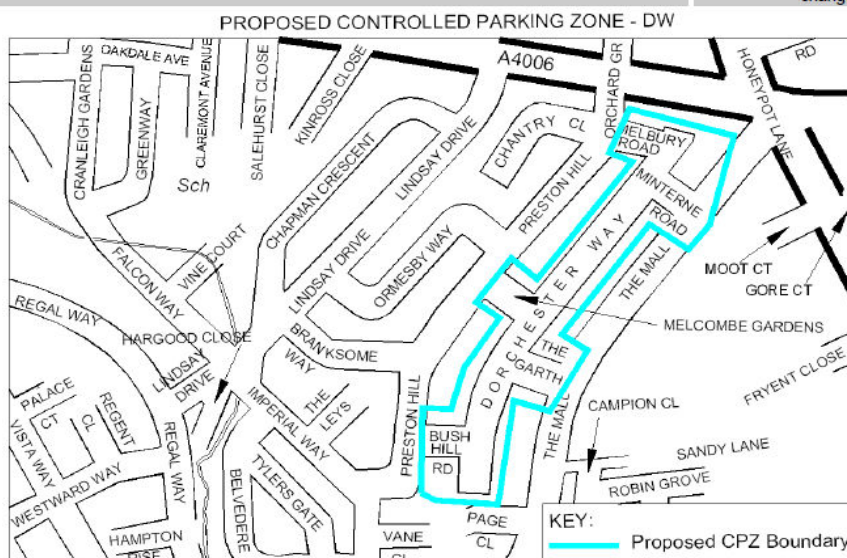 chang
PROPOSED CONTROLLED PARKING ZONE - DW
OAKDALE AVE
CRANLEIGH GARDENS
GREENWAY
CLAREMONT AVENUE
SALEHURST CLOSE
KINROSS CLOSE
A4006
ORCHARD GR
HONEYPOT LANE
RD
Sch
CHAPMAN CRESCENT
LINDSAY DRIVE
CHANTRY CL
PRESTON HILL
MELBURY
ROAD
MINTERNE
ROAD
FALCON WAY
VINE COURT
LINDSAY DRIVE
ORMESBY WAY
DORCHESTER WAY
THE MALL
MOOT CT
GORE CT
REGAL WAY
HARGOOD CLOSE
BRANKSOME
WAY
MELCOMBE GARDENS
LINDSAY
DRIVE
THE
LEYS
THE
GARTH
FRYENT CLOSE
PALACE
CT
VISTA WAY
REGENT
CL
REGAL WAY
IMPERIAL WAY
PRESTON HILL
THE MALL
CAMPION CL
BUSH
HILL
RD
SANDY LANE
ROBIN GROVE
WESTWARD WAY
BELVEDERE
TYLERS GATE
HAMPTON
RISE
VANE
CL
PAGE
CL
KEY:
Proposed CPZ Boundary